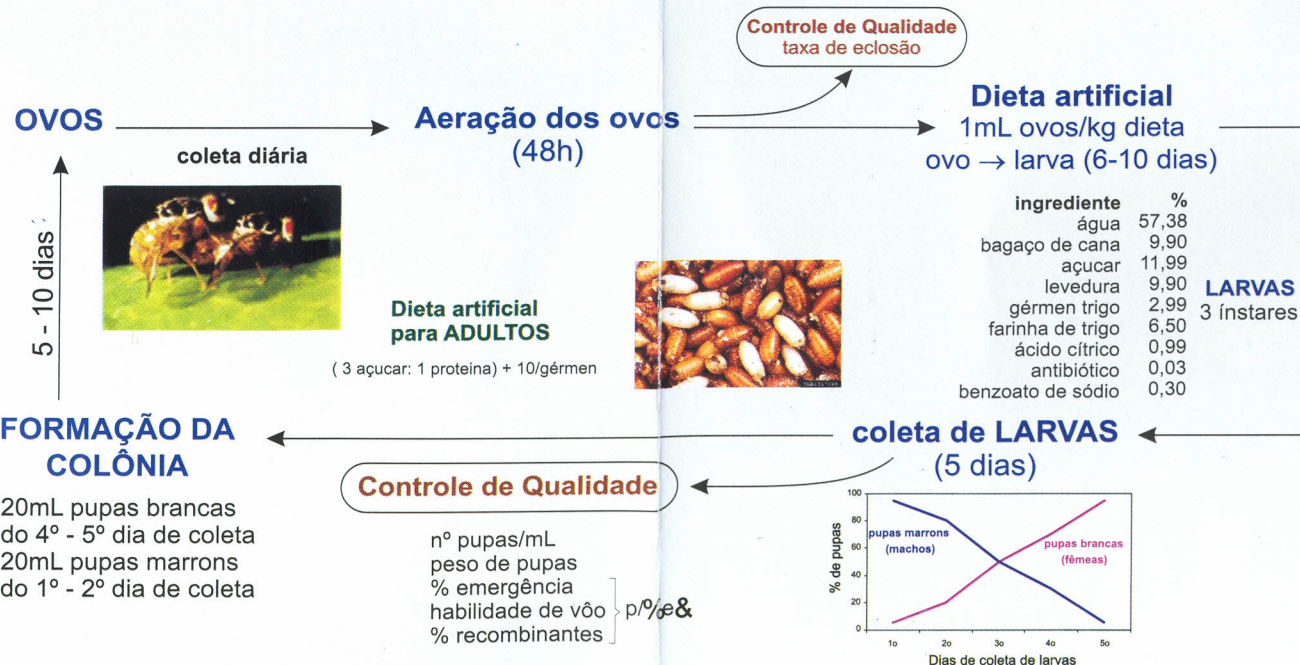 Controle de Qualidade
taxa de eclosão
OVOS
coleta diária
Aeração dos ovos
(48h)
Dieta artificial
1mL ovos/kg dieta
ovo → larva (6-10 dias)
ingrediente %
água 57,38
bagaço de cana 9,90
açucar 11,99
levedura 9,90
gérmen trigo 2,99
farinha de trigo 6,50
ácido cítrico 0,99
antibiótico 0,03
benzoato de sódio 0,30
LARVAS
3 ínstares
5 - 10 dias
Dieta artificial
para ADULTOS
( 3 açucar: 1 proteina) + 10/gérmen
FORMAÇÃO DA
COLÔNIA
20mL pupas brancas
do 4º - 5º dia de coleta
20mL pupas marrons
do 1º - 2º dia de coleta
coleta de LARVAS
(5 dias)
Controle de Qualidade
nº pupas/mL
peso de pupas
% emergência
habilidade de vôo
% recombinantes
p/%e&
% de pupas
100
80
60
40
20
0
pupas marrons
(machos)
pupas brancas
(fêmeas)
1o 2o 3o 4o 5o
Dias de coleta de larvas